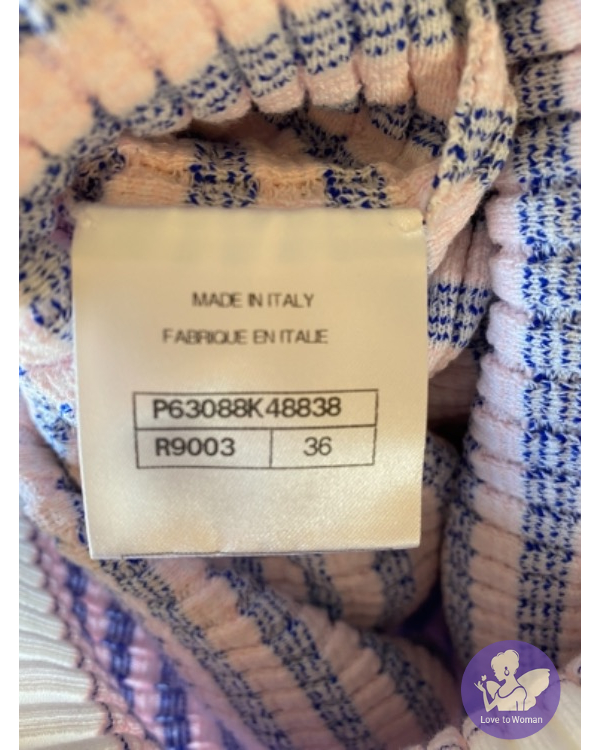 MADE IN ITALY
FABRIQUE EN ITALIE
P63088K48838
R9003 36
Love to Woman